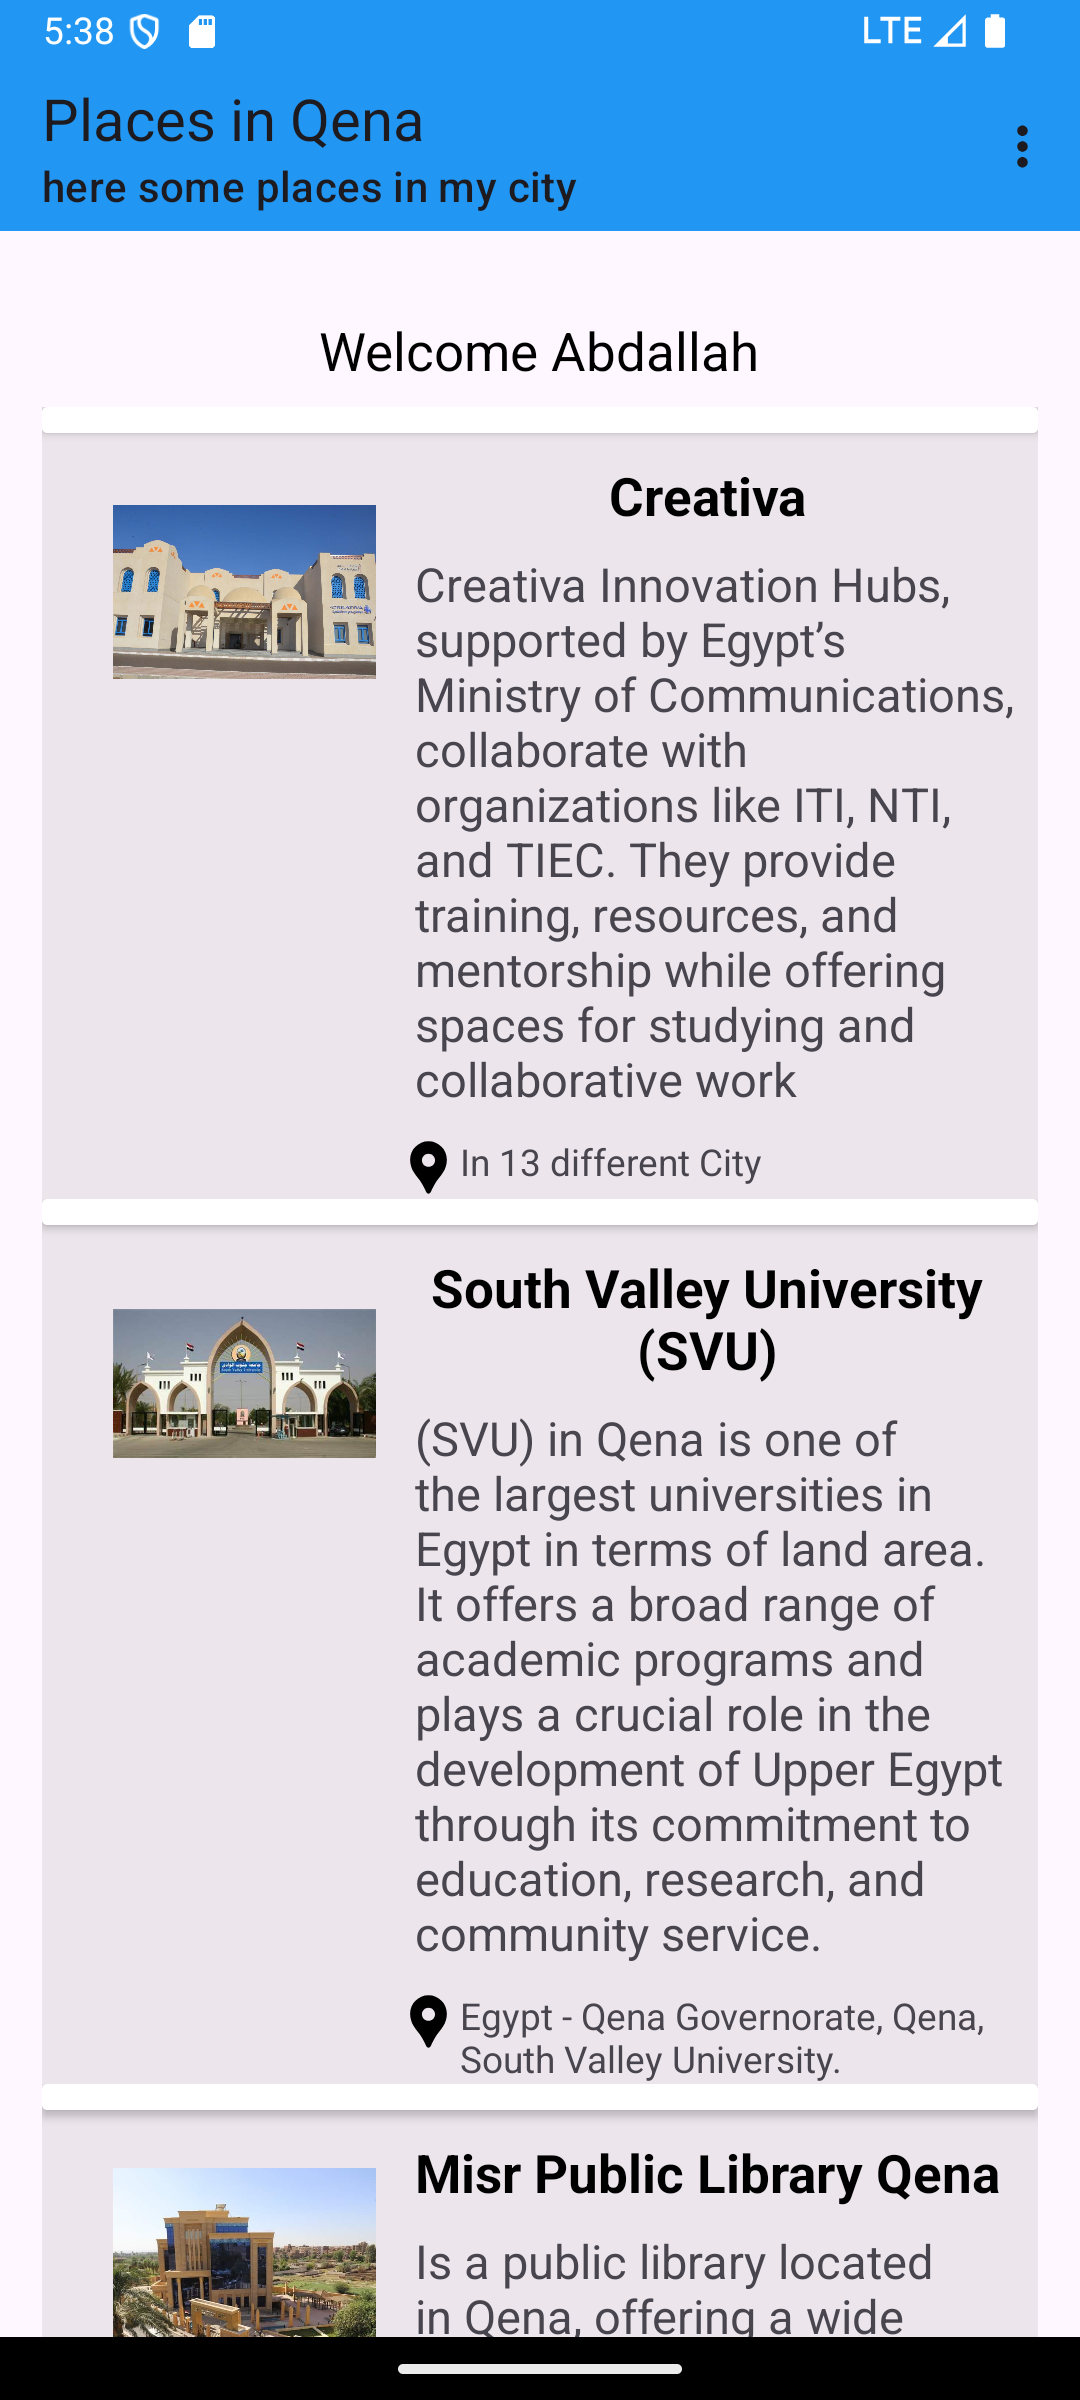 5:38
LTE
Places in Qena
here some places in my city
Welcome Abdallah
Creativa
Creativa Innovation Hubs,
supported by Egypt’s
Ministry of Communications,
collaborate with
organizations like ITI, NTI,
and TIEC. They provide
training, resources, and
mentorship while offering
spaces for studying and
collaborative work
In 13 different City
South Valley University
(SVU)
(SVU) in Qena is one of
the largest universities in
Egypt in terms of land area.
It offers a broad range of
academic programs and
plays a crucial role in the
development of Upper Egypt
through its commitment to
education, research, and
community service.
Egypt - Qena Governorate, Qena,
South Valley University.
Misr Public Library Qena
Is a public library located
in Qena, offering a wide